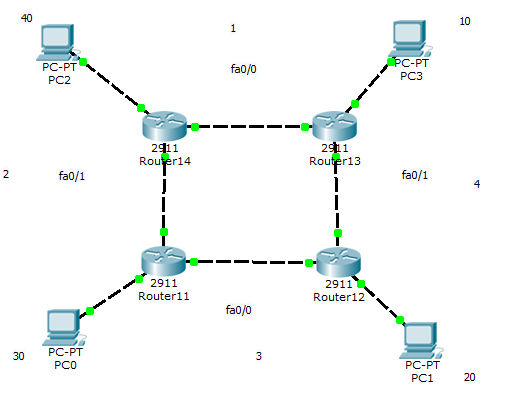 40
1
10
PC-PT
PC2
fa0/0
PC-PT
PC3
2911
Router14
2911
Router13
2
fa0/1
fa0/1
4
2911
Router11
2911
Router12
fa0/0
PC-PT
PC0
PC-PT
PC1
30
3
20